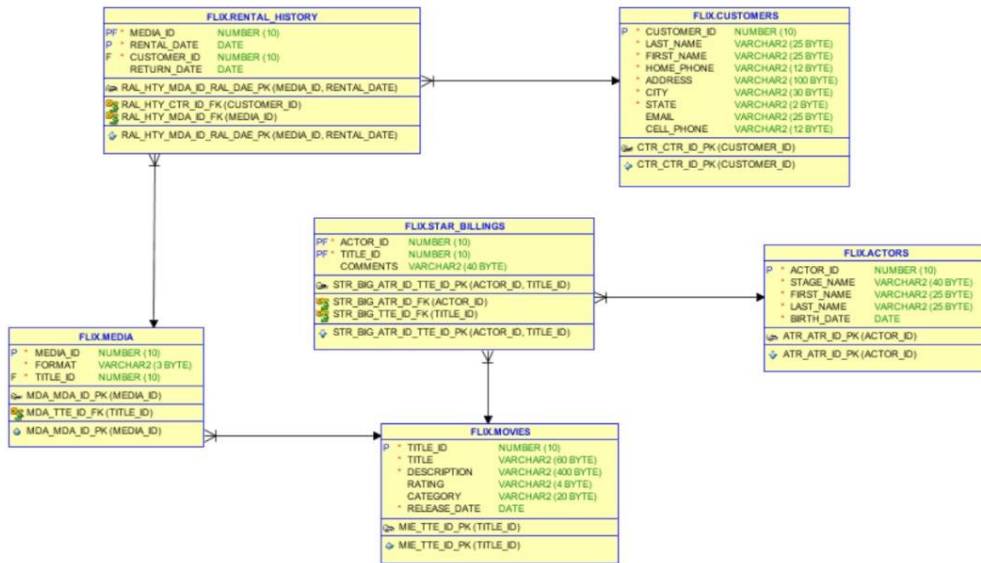 FLIX.RENTAL_HISTORY
PF * MEDIA_ID NUMBER (10)
P * RENTAL_DATE DATE
F * CUSTOMER_ID NUMBER (10)
RETURN_DATE DATE
RAL_HTY_MDA_ID_RAL_DAE_PK (MEDIA_ID, RENTAL_DATE)
RAL_HTY_CTR_ID_FK (CUSTOMER_ID)
RAL_HTY_MDA_ID_FK (MEDIA_ID)
RAL_HTY_MDA_ID_RAL_DAE_PK (MEDIA_ID, RENTAL_DATE)
FLIX.CUSTOMERS
P * CUSTOMER_ID NUMBER (10)
* LAST_NAME VARCHAR2 (25 BYTE)
* FIRST_NAME VARCHAR2 (25 BYTE)
* HOME_PHONE VARCHAR2 (12 BYTE)
* ADDRESS VARCHAR2 (100 BYTE)
* CITY VARCHAR2 (30 BYTE)
* STATE VARCHAR2 (2 BYTE)
EMAIL VARCHAR2 (25 BYTE)
CELL_PHONE VARCHAR2 (12 BYTE)
CTR_CTR_ID_PK (CUSTOMER_ID)
CTR_CTR_ID_PK (CUSTOMER_ID)
FLIX.STAR_BILLINGS
PF * ACTOR_ID NUMBER (10)
PF * TITLE_ID NUMBER (10)
COMMENTS VARCHAR2 (40 BYTE)
STR_BIG_ATR_ID_TTE_ID_PK (ACTOR_ID, TITLE_ID)
STR_BIG_ATR_ID_FK (ACTOR_ID)
STR_BIG_TTE_ID_FK (TITLE_ID)
STR_BIG_ATR_ID_TTE_ID_PK (ACTOR_ID, TITLE_ID)
FLIX.ACTORS
P * ACTOR_ID NUMBER (10)
* STAGE_NAME VARCHAR2 (40 BYTE)
* FIRST_NAME VARCHAR2 (25 BYTE)
* LAST_NAME VARCHAR2 (25 BYTE)
* BIRTH_DATE DATE
ATR_ATR_ID_PK (ACTOR_ID)
ATR_ATR_ID_PK (ACTOR_ID)
FLIX.MEDIA
P * MEDIA_ID NUMBER (10)
* FORMAT VARCHAR2 (3 BYTE)
F * TITLE_ID NUMBER (10)
MDA_MDA_ID_PK (MEDIA_ID)
MDA_TTE_ID_FK (TITLE_ID)
MDA_MDA_ID_PK (MEDIA_ID)
FLIX.MOVIES
P * TITLE_ID NUMBER (10)
* TITLE VARCHAR2 (60 BYTE)
* DESCRIPTION VARCHAR2 (400 BYTE)
RATING VARCHAR2 (4 BYTE)
CATEGORY VARCHAR2 (20 BYTE)
* RELEASE_DATE DATE
MIE_TTE_ID_PK (TITLE_ID)
MIE_TTE_ID_PK (TITLE_ID)